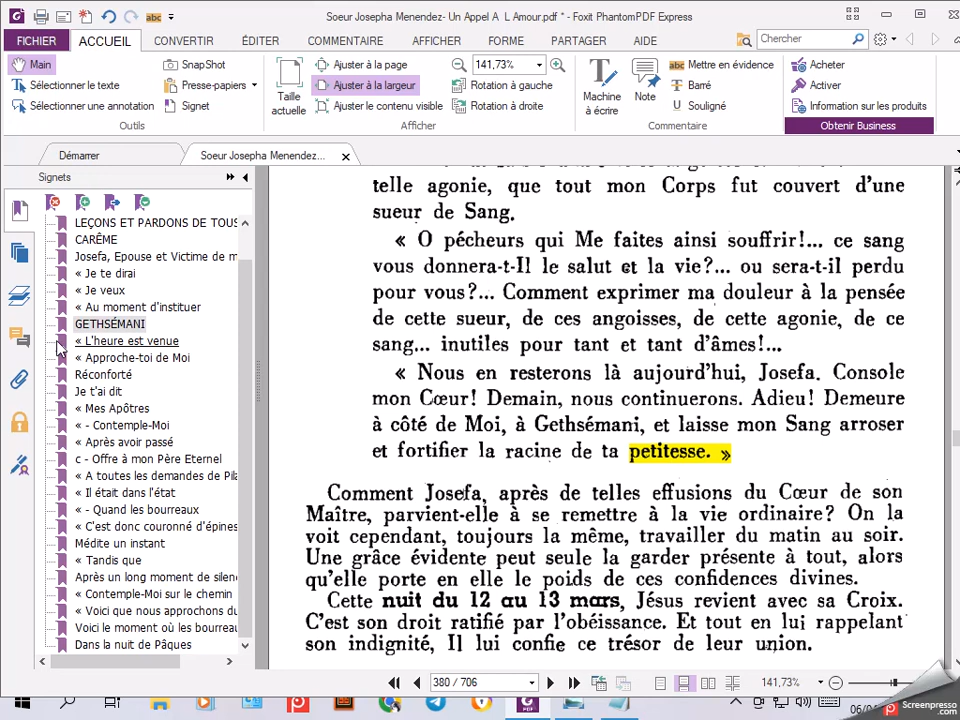 Soeur Josepha Menendez- Un Appel A L Amour.pdf * - Foxit PhantomPDF Express
FICHIER ACCUEIL CONVERTIR ÉDITER COMMENTAIRE AFFICHER FORME PARTAGER AIDE Chercher
Main
Sélectionner le texte
Sélectionner une annotation
SnapShot
Presse-papiers
Signet
Outils
Taille actuelle
Ajuster à la page
Ajuster à la largeur
Ajuster le contenu visible
141,73%
Rotation à gauche
Rotation à droite
Afficher
Machine à écrire
Note
Mettre en évidence
Barré
Souligné
Commentaire
Acheter
Activer
Information sur les produits
Obtenir Business
Démarrer
Soeur Josepha Menendez...
Signets
LEÇONS ET PARDONS DE TOUS
CARÊME
Josefa, Epouse et Victime de m
« Je te dirai
« Je veux
« Au moment d'instituer
GETHSÉMANI
« L'heure est venue
« Approche-toi de Moi
Réconforté
Je t'ai dit
« Mes Apôtres
« - Contemple-Moi
« Après avoir passé
c - Offre à mon Père Eternel
« A toutes les demandes de Pil
« Il était dans l'état
« - Quand les bourreaux
« C'est donc couronné d'épines
Médite un instant
« Tandis que
Après un long moment de silen
« Contemple-Moi sur le chemin
« Voici que nous approchons du
Voici le moment où les bourreau
Dans la nuit de Pâques
telle agonie, que tout mon Corps fut couvert d'une
sueur de Sang.
« O pécheurs qui Me faites ainsi souffrir!... ce sang
vous donnera-t-Il le salut et la vie?... ou sera-t-il perdu
pour vous?... Comment exprimer ma douleur à la pensée
de cette sueur, de ces angoisses, de cette agonie, de ce
sang... inutiles pour tant et tant d'âmes!...
« Nous en resterons là aujourd'hui, Josefa. Console
mon Cœur! Demain, nous continuerons. Adieu! Demeure
à côté de Moi, à Gethsémani, et laisse mon Sang arroser
et fortifier la racine de ta petitesse. »
Comment Josefa, après de telles effusions du Cœur de son
Maître, parvient-elle à se remettre à la vie ordinaire? On la
voit cependant, toujours la même, travailler du matin au soir.
Une grâce évidente peut seule la garder présente à tout, alors
qu'elle porte en elle le poids de ces confidences divines.
Cette nuit du 12 au 13 mars, Jésus revient avec sa Croix.
C'est son droit ratifié par l'obéissance. Et tout en lui rappelant
son indignité, Il lui confie ce trésor de leur union.
380 / 706
141,73%
Screenpresso